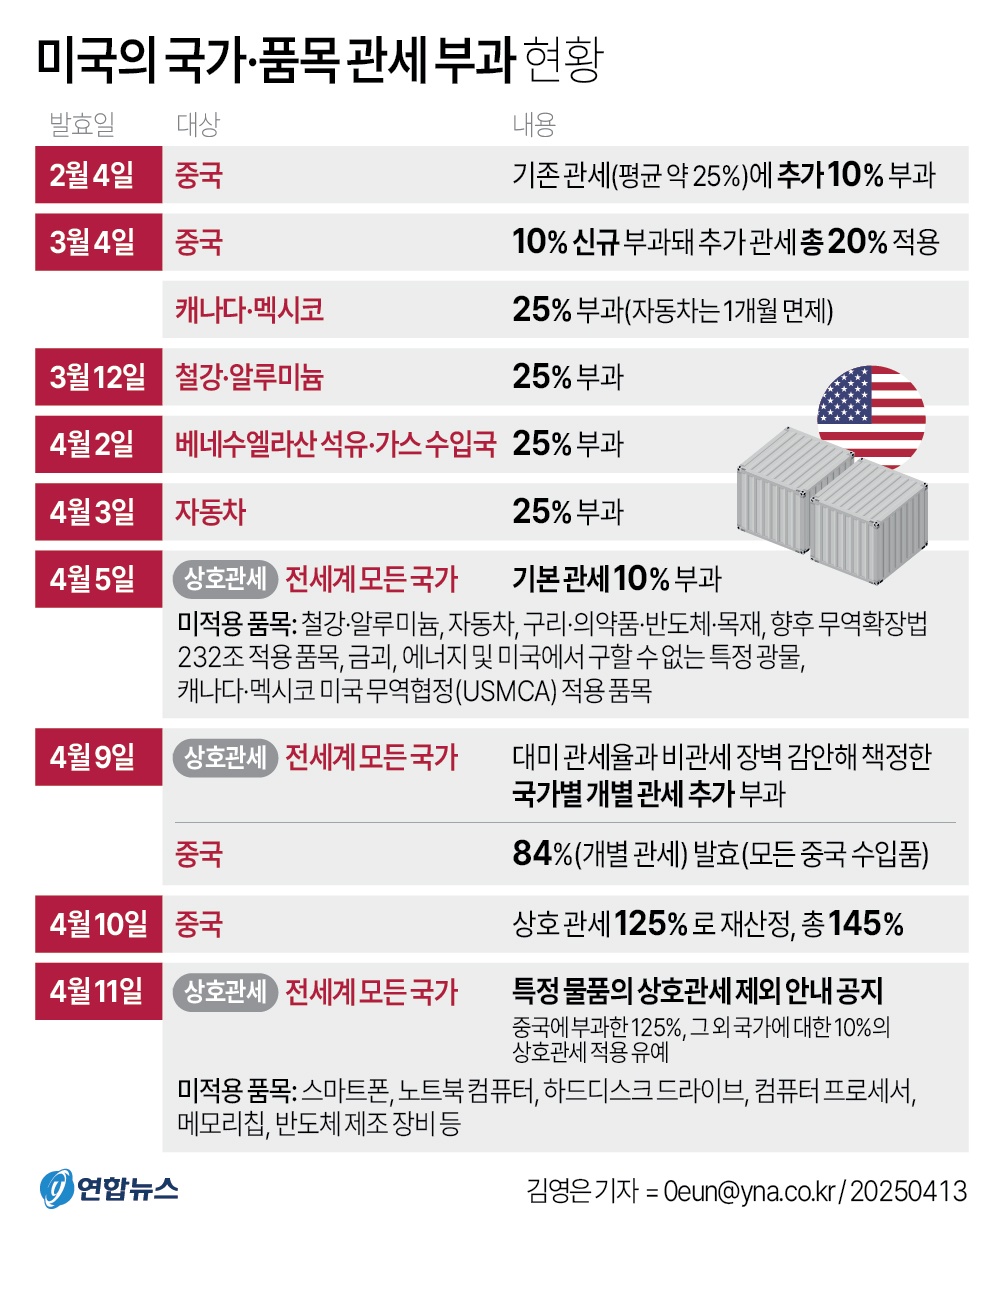 미국의 국가·품목 관세 부과 현황
발효일 대상 내용
2월 4일 중국 기존 관세(평균 약 25%)에 추가 10% 부과
3월 4일 중국 10% 신규 부과돼 추가 관세 총 20% 적용
캐나다·멕시코 25% 부과(자동차는 1개월 면제)
3월 12일 철강·알루미늄 25% 부과
4월 2일 베네수엘라산 석유·가스 수입국 25% 부과
4월 3일 자동차 25% 부과
4월 5일 상호관세 전세계 모든 국가 기본 관세 10% 부과
미적용 품목: 철강·알루미늄, 자동차, 구리·의약품·반도체·목재, 향후 무역확장법
232조 적용 품목, 금괴, 에너지 및 미국에서 구할 수 없는 특정 광물,
캐나다·멕시코 미국 무역협정(USMCA) 적용 품목
4월 9일 상호관세 전세계 모든 국가 대미 관세율과 비관세 장벽 감안해 책정한
국가별 개별 관세 추가 부과
중국 84%(개별 관세) 발효(모든 중국 수입품)
4월 10일 중국 상호 관세 125% 로 재산정, 총 145%
4월 11일 상호관세 전세계 모든 국가 특정 물품의 상호관세 제외 안내 공지
중국에 부과한 125%, 그 외 국가에 대한 10%의
상호관세 적용 유예
미적용 품목: 스마트폰, 노트북 컴퓨터, 하드디스크 드라이브, 컴퓨터 프로세서,
메모리칩, 반도체 제조 장비 등
연합뉴스 김영은 기자 = 0eun@yna.co.kr / 20250413